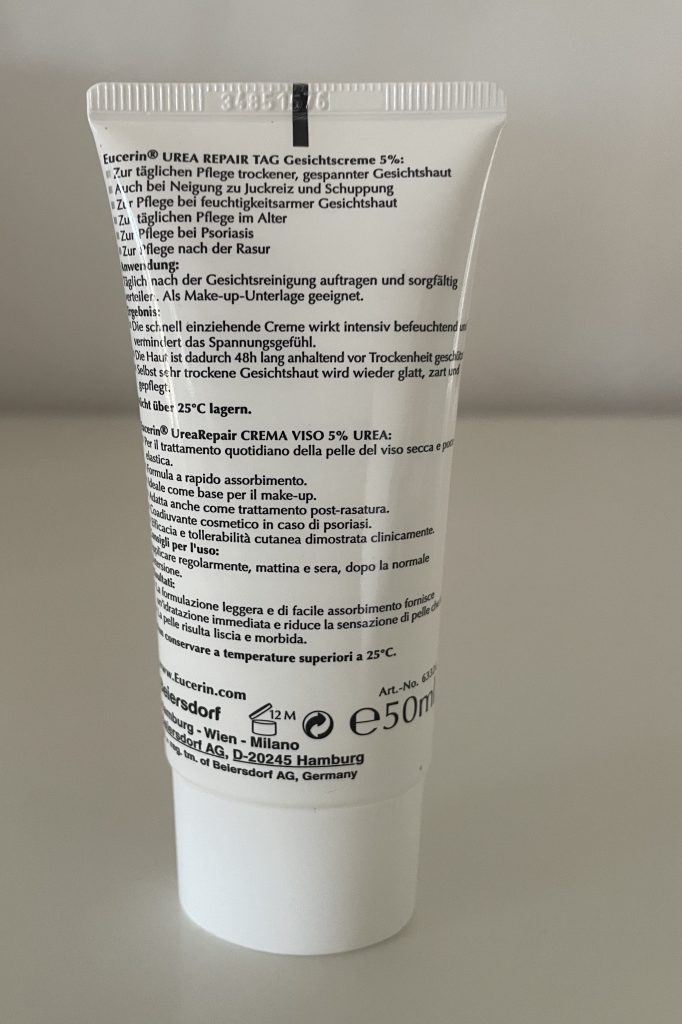 34851576
Eucerin® UREA REPAIR TAG Gesichtscreme 5%:
Zur täglichen Pflege trockener, gespannter Gesichtshaut
Auch bei Neigung zu Juckreiz und Schuppung
Zur Pflege bei feuchtigkeitsarmer Gesichtshaut
Zu täglichen Pflege im Alter
Zur Pflege bei Psoriasis
Zur Pflege nach der Rasur
Anwendung:
Täglich nach der Gesichtsreinigung auftragen und sorgfältig
verteilen. Als Make-up-Unterlage geeignet.
Ergebnis:
Die schnell einziehende Creme wirkt intensiv befeuchtend und
vermindert das Spannungsgefühl.
Die Haut ist dadurch 48h lang anhaltend vor Trockenheit
Selbst sehr trockene Gesichtshaut wird wieder glatt, zart und
gepflegt.
Nicht über 25°C lagern.
Eucerin® UreaRepair CREMA VISO 5% UREA:
Per il trattamento quotidiano della pelle del viso secca e poco
elastica.
Formula a rapido assorbimento.
Ideale come base per il make-up.
Adatta anche come trattamento post-rasatura.
Coadiuvante cosmetico in caso di psoriasi.
Efficacia e tollerabilità cutanea dimostrata clinicamente.
Consigli per l'uso:
Applicare regolarmente, mattina e sera, dopo la normale
Risultati:
La formulazione leggera e di facile assorbimento fornisce
un'idratazione immediata e riduce la sensazione di pelle
La pelle risulta liscia e morbida.
Non conservare a temperature superiori a 25°C.
www.Eucerin.com
Art.-No.
Beiersdorf
12 M
e50ml
Hamburg - Wien - Milano
Beiersdorf AG, D-20245 Hamburg
reg. tm. of Beiersdorf AG, Germany